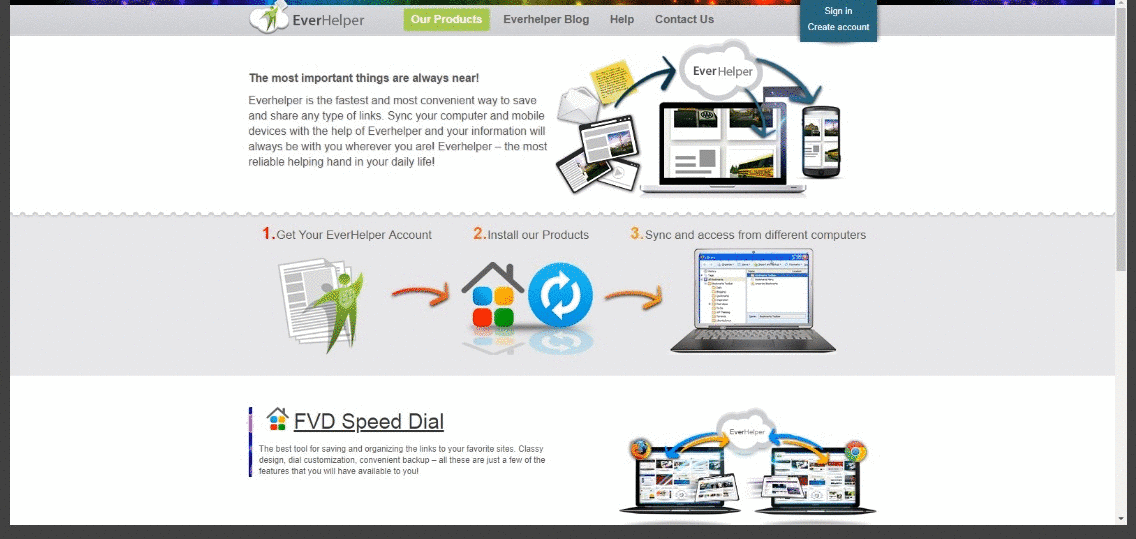 EverHelper
Our Products
Everhelper Blog
Help
Contact Us
Sign in
Create account
The most important things are always near!
Everhelper is the fastest and most convenient way to save
and share any type of links. Sync your computer and mobile
devices with the help of Everhelper and your information will
always be with you wherever you are! Everhelper – the most
reliable helping hand in your daily life!
EverHelper
1. Get Your EverHelper Account
2. Install our Products
3. Sync and access from different computers
FVD Speed Dial
The best tool for saving and organizing the links to your favorite sites. Classy
design, dial customization, convenient backup – all these are just a few of the
features that you will have available to you!
EverHelper